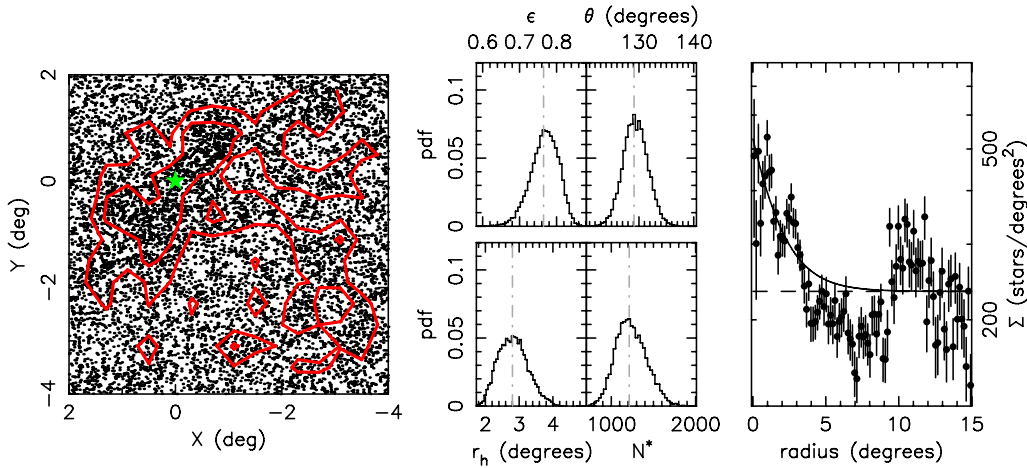 2
0
−2
−4
Y (deg)
2
0
−2
−4
X (deg)
ϵ
θ (degrees)
0.6 0.7 0.8
130 140
pdf
0
0.05
0.1
pdf
0
0.05
0.1
2 3 4
1000 2000
r_h (degrees)
N*
500
200
Σ (stars/degrees²)
0 5 10 15
radius (degrees)